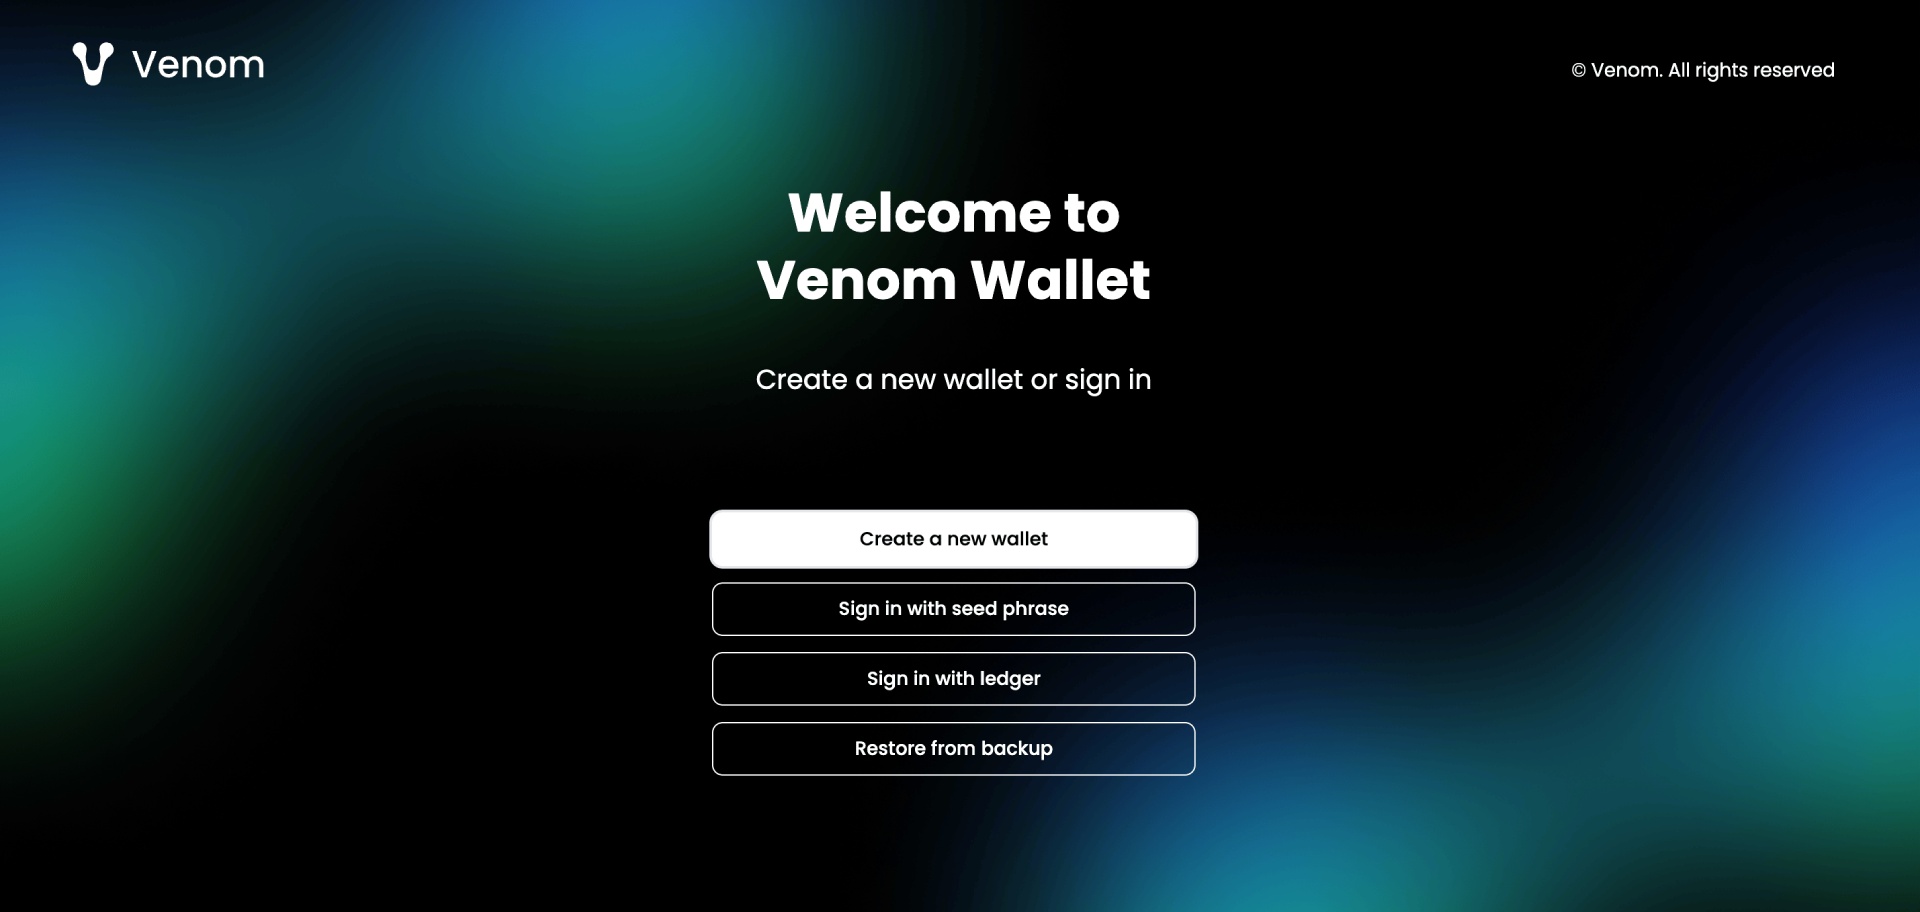 Venom
© Venom. All rights reserved
Welcome to
Venom Wallet
Create a new wallet or sign in
Create a new wallet
Sign in with seed phrase
Sign in with ledger
Restore from backup